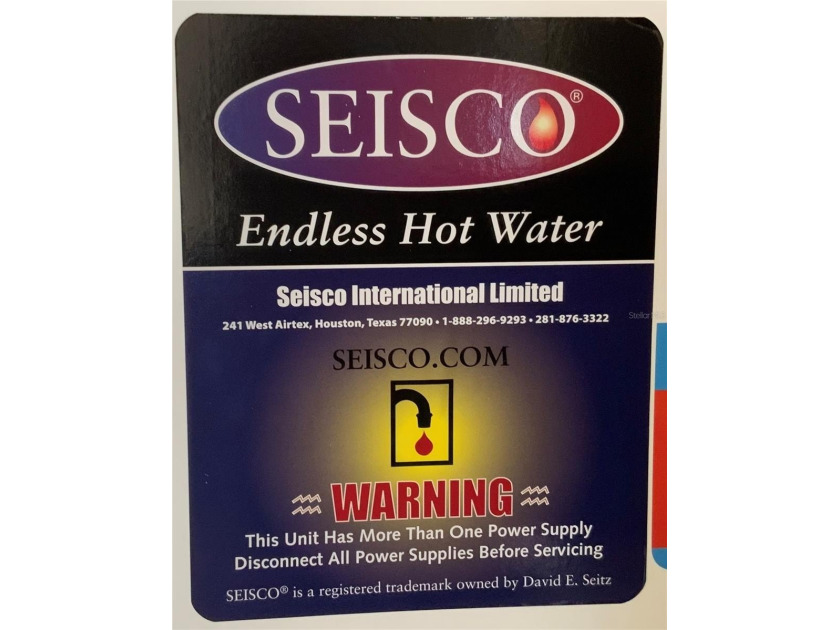 SEISCO®
Endless Hot Water
Seisco International Limited
241 West Airtex, Houston, Texas 77090 • 1-888-296-9293 • 281-876-3322
SEISCO.COM
WARNING
This Unit Has More Than One Power Supply
Disconnect All Power Supplies Before Servicing
SEISCO® is a registered trademark owned by David E. Seitz